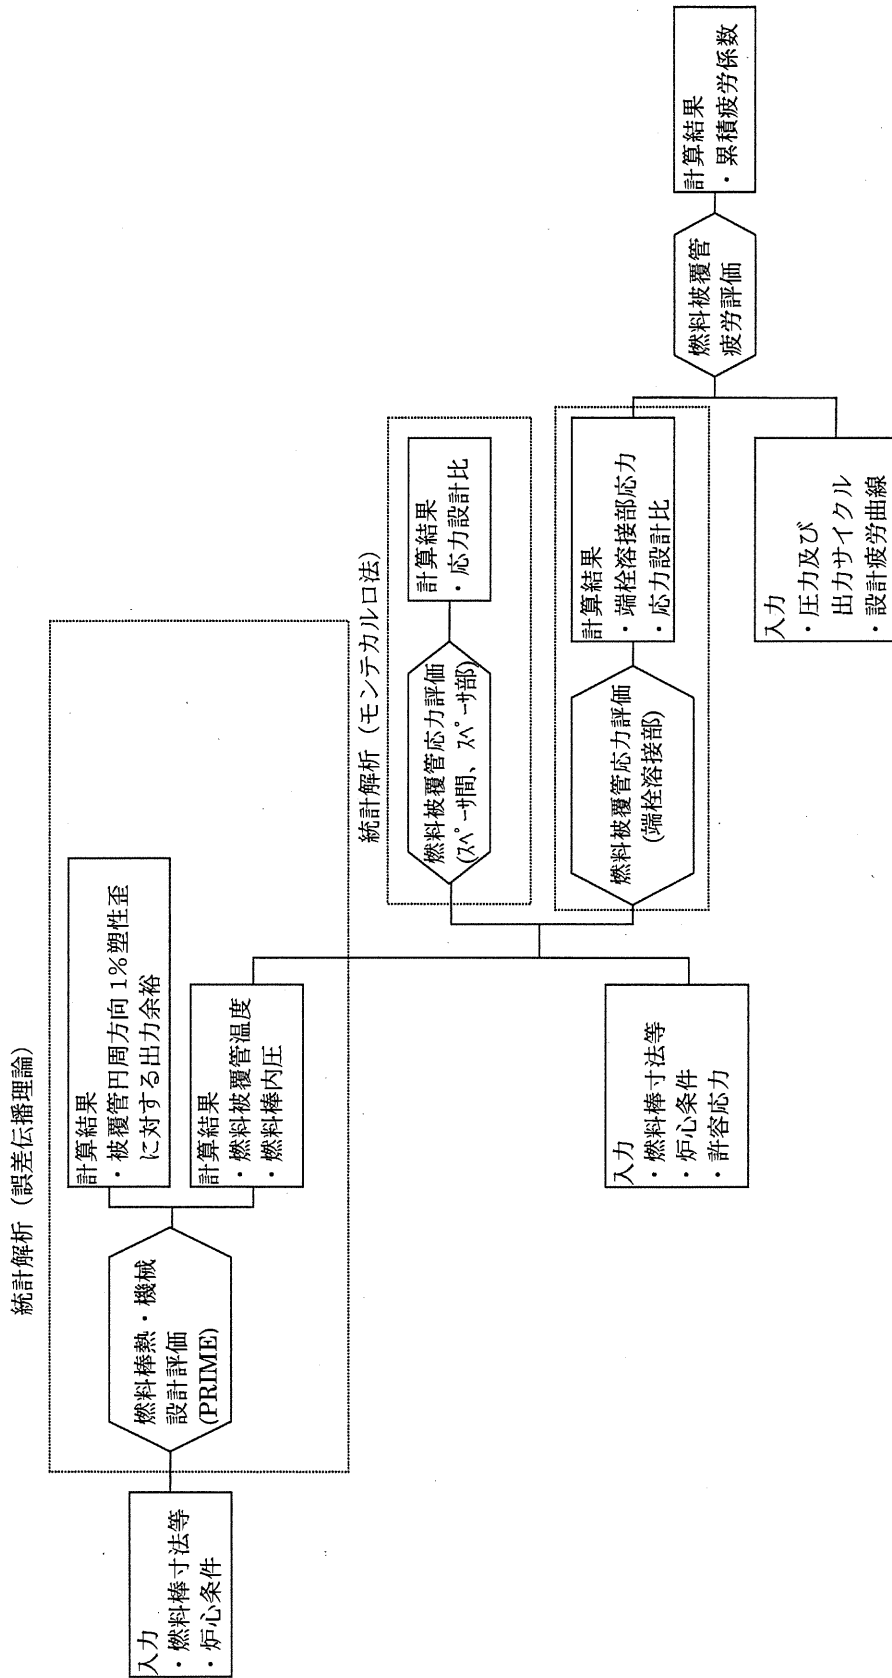 統計解析(誤差伝播理論)
入力
・燃料棒寸法等
・炉心条件
燃料棒熱・機械
設計評価
(PRIME)
計算結果
・被覆管円周方向1%塑性歪
に対する出力余裕
計算結果
・燃料被覆管温度
・燃料棒内圧
入力
・燃料棒寸法等
・炉心条件
・許容応力
統計解析(モンテカルロ法)
燃料被覆管応力評価
(スペーサ間、スペーサ部)
計算結果
・応力設計比
燃料被覆管応力評価
(端栓溶接部)
計算結果
・端栓溶接部応力
・応力設計比
入力
・圧力及び
出力サイクル
・設計疲労曲線
燃料被覆管
疲労評価
計算結果
・累積疲労係数